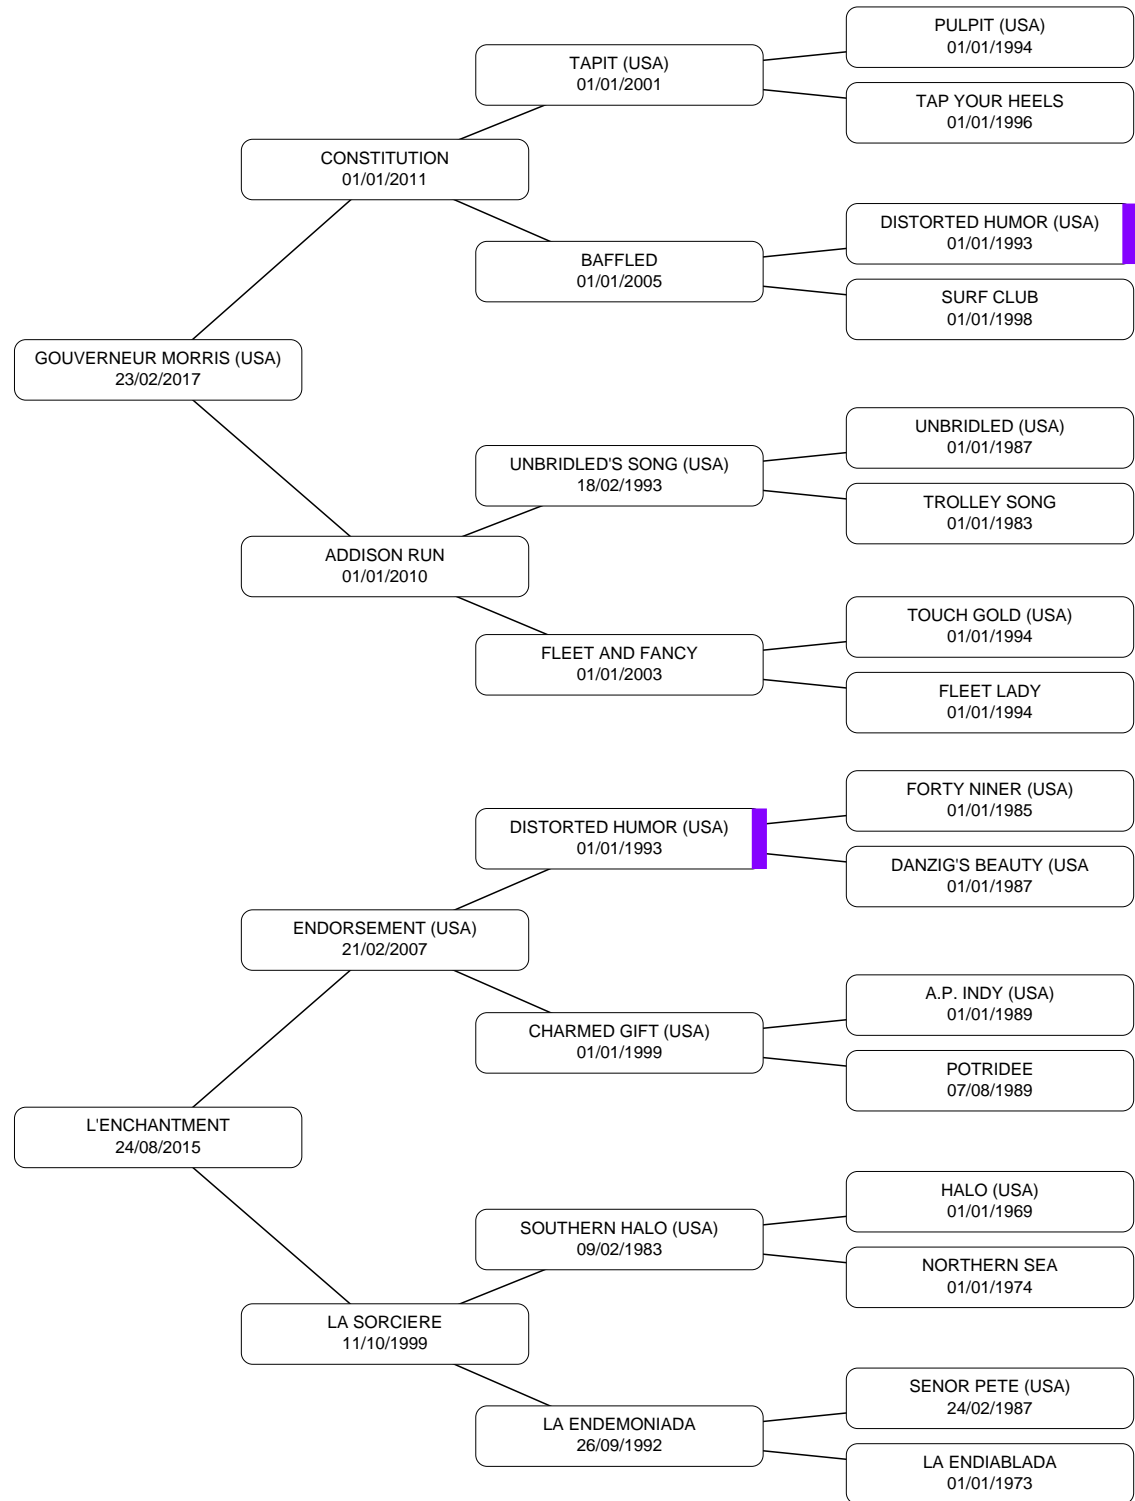 PULPIT (USA)
01/01/1994
TAPIT (USA)
01/01/2001
TAP YOUR HEELS
01/01/1996
CONSTITUTION
01/01/2011
DISTORTED HUMOR (USA)
01/01/1993
BAFFLED
01/01/2005
SURF CLUB
01/01/1998
GOUVERNEUR MORRIS (USA)
23/02/2017
UNBRIDLED (USA)
01/01/1987
UNBRIDLED'S SONG (USA)
18/02/1993
TROLLEY SONG
01/01/1983
ADDISON RUN
01/01/2010
TOUCH GOLD (USA)
01/01/1994
FLEET AND FANCY
01/01/2003
FLEET LADY
01/01/1994
FORTY NINER (USA)
01/01/1985
DISTORTED HUMOR (USA)
01/01/1993
DANZIG'S BEAUTY (USA
01/01/1987
ENDORSEMENT (USA)
21/02/2007
A.P. INDY (USA)
01/01/1989
CHARMED GIFT (USA)
01/01/1999
POTRIDEE
07/08/1989
L'ENCHANTMENT
24/08/2015
HALO (USA)
01/01/1969
SOUTHERN HALO (USA)
09/02/1983
NORTHERN SEA
01/01/1974
LA SORCIERE
11/10/1999
SENOR PETE (USA)
24/02/1987
LA ENDEMONIADA
26/09/1992
LA ENDIABLADA
01/01/1973